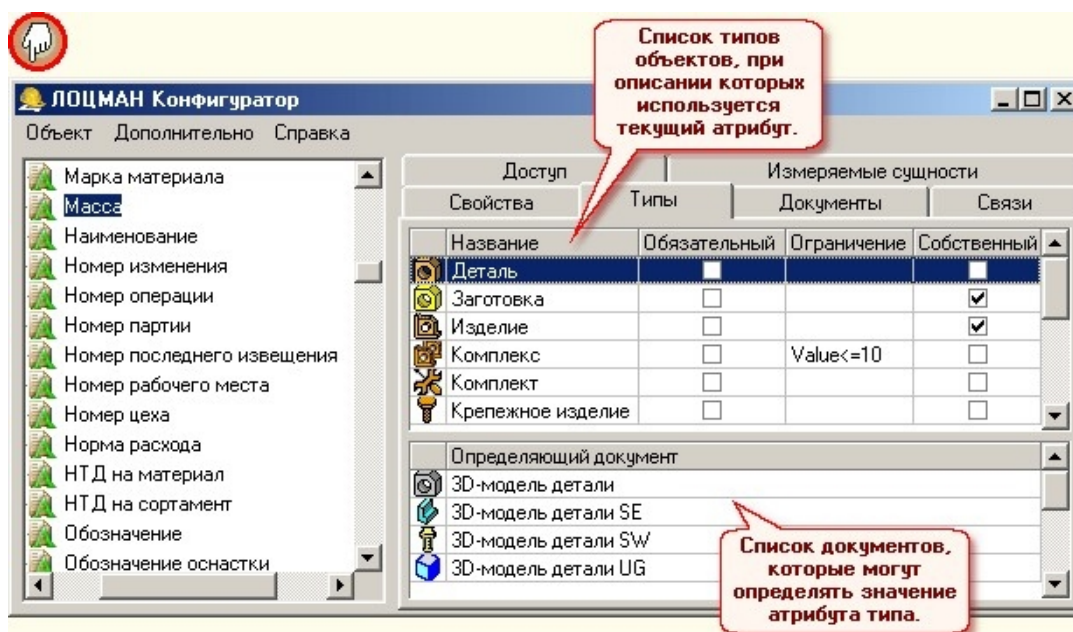 Список типов
объектов, при
описании которых
используется
текущий атрибут.
ЛОЦМАН Конфигуратор
Объект Дополнительно Справка
Марка материала
Масса
Наименование
Номер изменения
Номер операции
Номер партии
Номер последнего извещения
Номер рабочего места
Номер цеха
Норма расхода
НТД на материал
НТД на сортамент
Обозначение
Обозначение оснастки
Доступ Измеряемые сущности
Свойства Типы Документы Связи
Название Обязательный Ограничение Собственный
Деталь
Заготовка
Изделие
Комплекс Value<=10
Комплект
Крепежное изделие
Определяющий документ
3D-модель детали
3D-модель детали SE
3D-модель детали SW
3D-модель детали UG
Список документов,
которые могут
определять значение
атрибута типа.